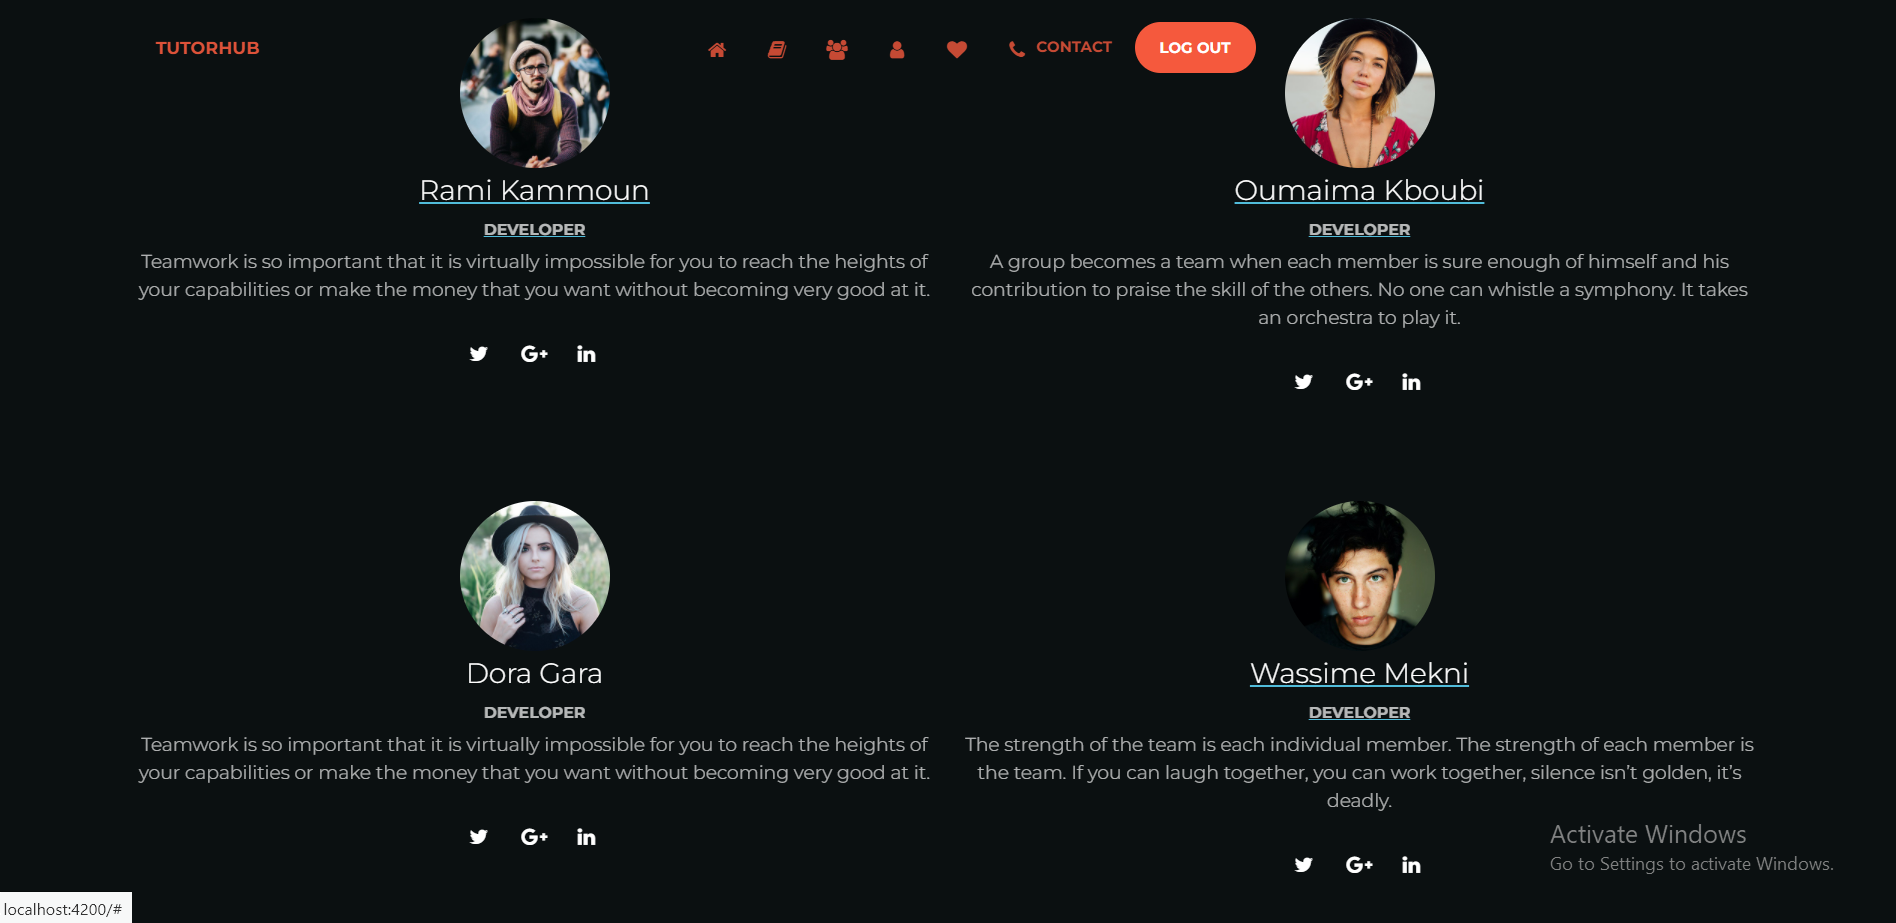 TUTORHUB
CONTACT
LOG OUT
Rami Kammoun
DEVELOPER
Teamwork is so important that it is virtually impossible for you to reach the heights of
your capabilities or make the money that you want without becoming very good at it.
Oumaima Kboubi
DEVELOPER
A group becomes a team when each member is sure enough of himself and his
contribution to praise the skill of the others. No one can whistle a symphony. It takes
an orchestra to play it.
Dora Gara
DEVELOPER
Teamwork is so important that it is virtually impossible for you to reach the heights of
your capabilities or make the money that you want without becoming very good at it.
Wassime Mekni
DEVELOPER
The strength of the team is each individual member. The strength of each member is
the team. If you can laugh together, you can work together, silence isn’t golden, it’s
deadly.
Activate Windows
Go to Settings to activate Windows.
localhost:4200/#